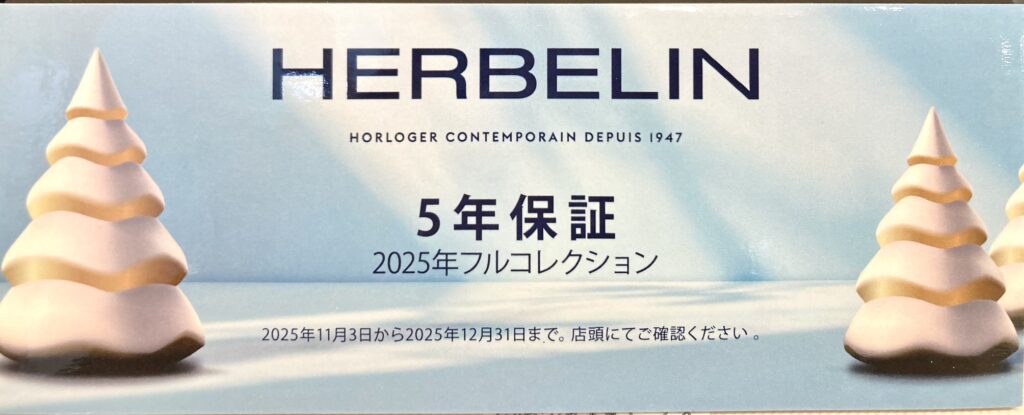 HERBELIN
HORLOGER CONTEMPORAIN DEPUIS 1947
5年保証
2025年フルコレクション
2025年11月3日から2025年12月31日まで。店頭にてご確認ください。